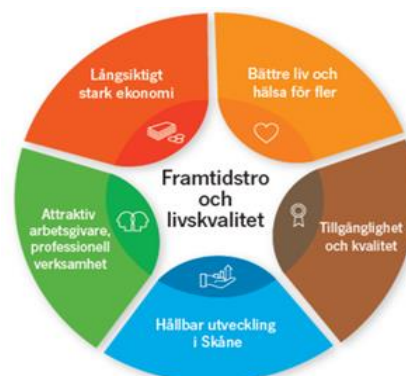 Långsiktigt
stark ekonomi
Bättre liv och
hälsa för fler
Framtidstro
och
livskvalitet
Attraktiv
arbetsgivare,
professionell
verksamhet
Tillgänglighet
och kvalitet
Hållbar utveckling
i Skåne